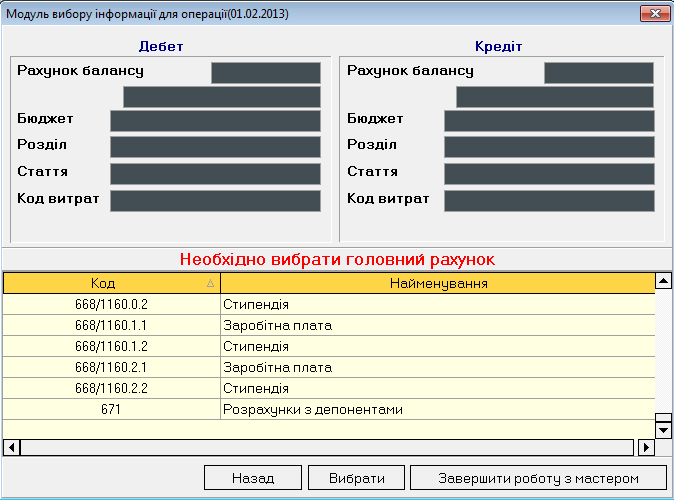 Модуль вибору інформації для операції(01.02.2013)
Дебет Кредіт
Рахунок балансу Рахунок балансу
Бюджет Бюджет
Розділ Розділ
Стаття Стаття
Код витрат Код витрат
Необхідно вибрати головний рахунок
Код Найменування
668/1160.0.2 Стипендія
668/1160.1.1 Заробітна плата
668/1160.1.2 Стипендія
668/1160.2.1 Заробітна плата
668/1160.2.2 Стипендія
671 Розрахунки з депонентами
Назад Вибрати Завершити роботу з мастером